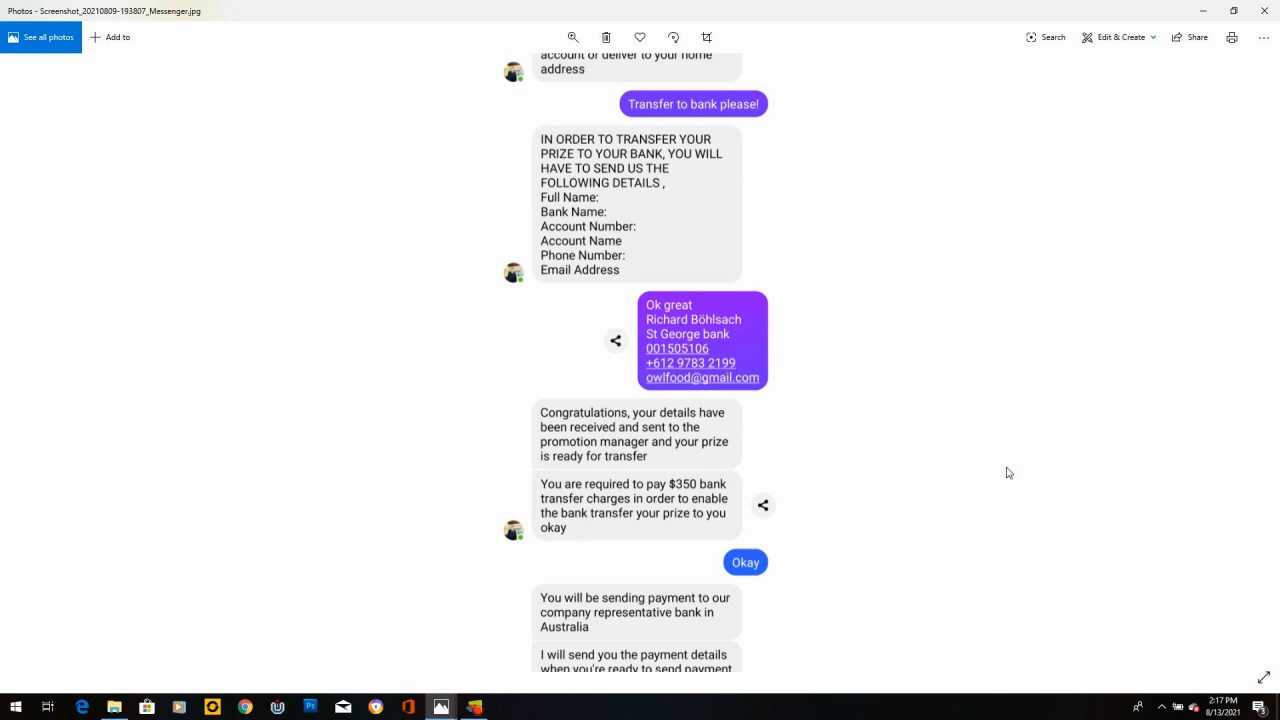 Photos - Screenshot_20210809-193807_Messenger.jpg
See all photos
Add to
Search
Edit & Create
Share
account or deliver to your home
address
Transfer to bank please!
IN ORDER TO TRANSFER YOUR
PRIZE TO YOUR BANK, YOU WILL
HAVE TO SEND US THE
FOLLOWING DETAILS ,
Full Name:
Bank Name:
Account Number:
Account Name
Phone Number:
Email Address
Ok great
Richard Böhlsach
St George bank
001505106
+612 9783 2199
owlfood@gmail.com
Congratulations, your details have
been received and sent to the
promotion manager and your prize
is ready for transfer
You are required to pay $350 bank
transfer charges in order to enable
the bank transfer your prize to you
okay
Okay
You will be sending payment to our
company representative bank in
Australia
I will send you the payment details
when you're ready to send payment
2:17 PM
8/13/2021